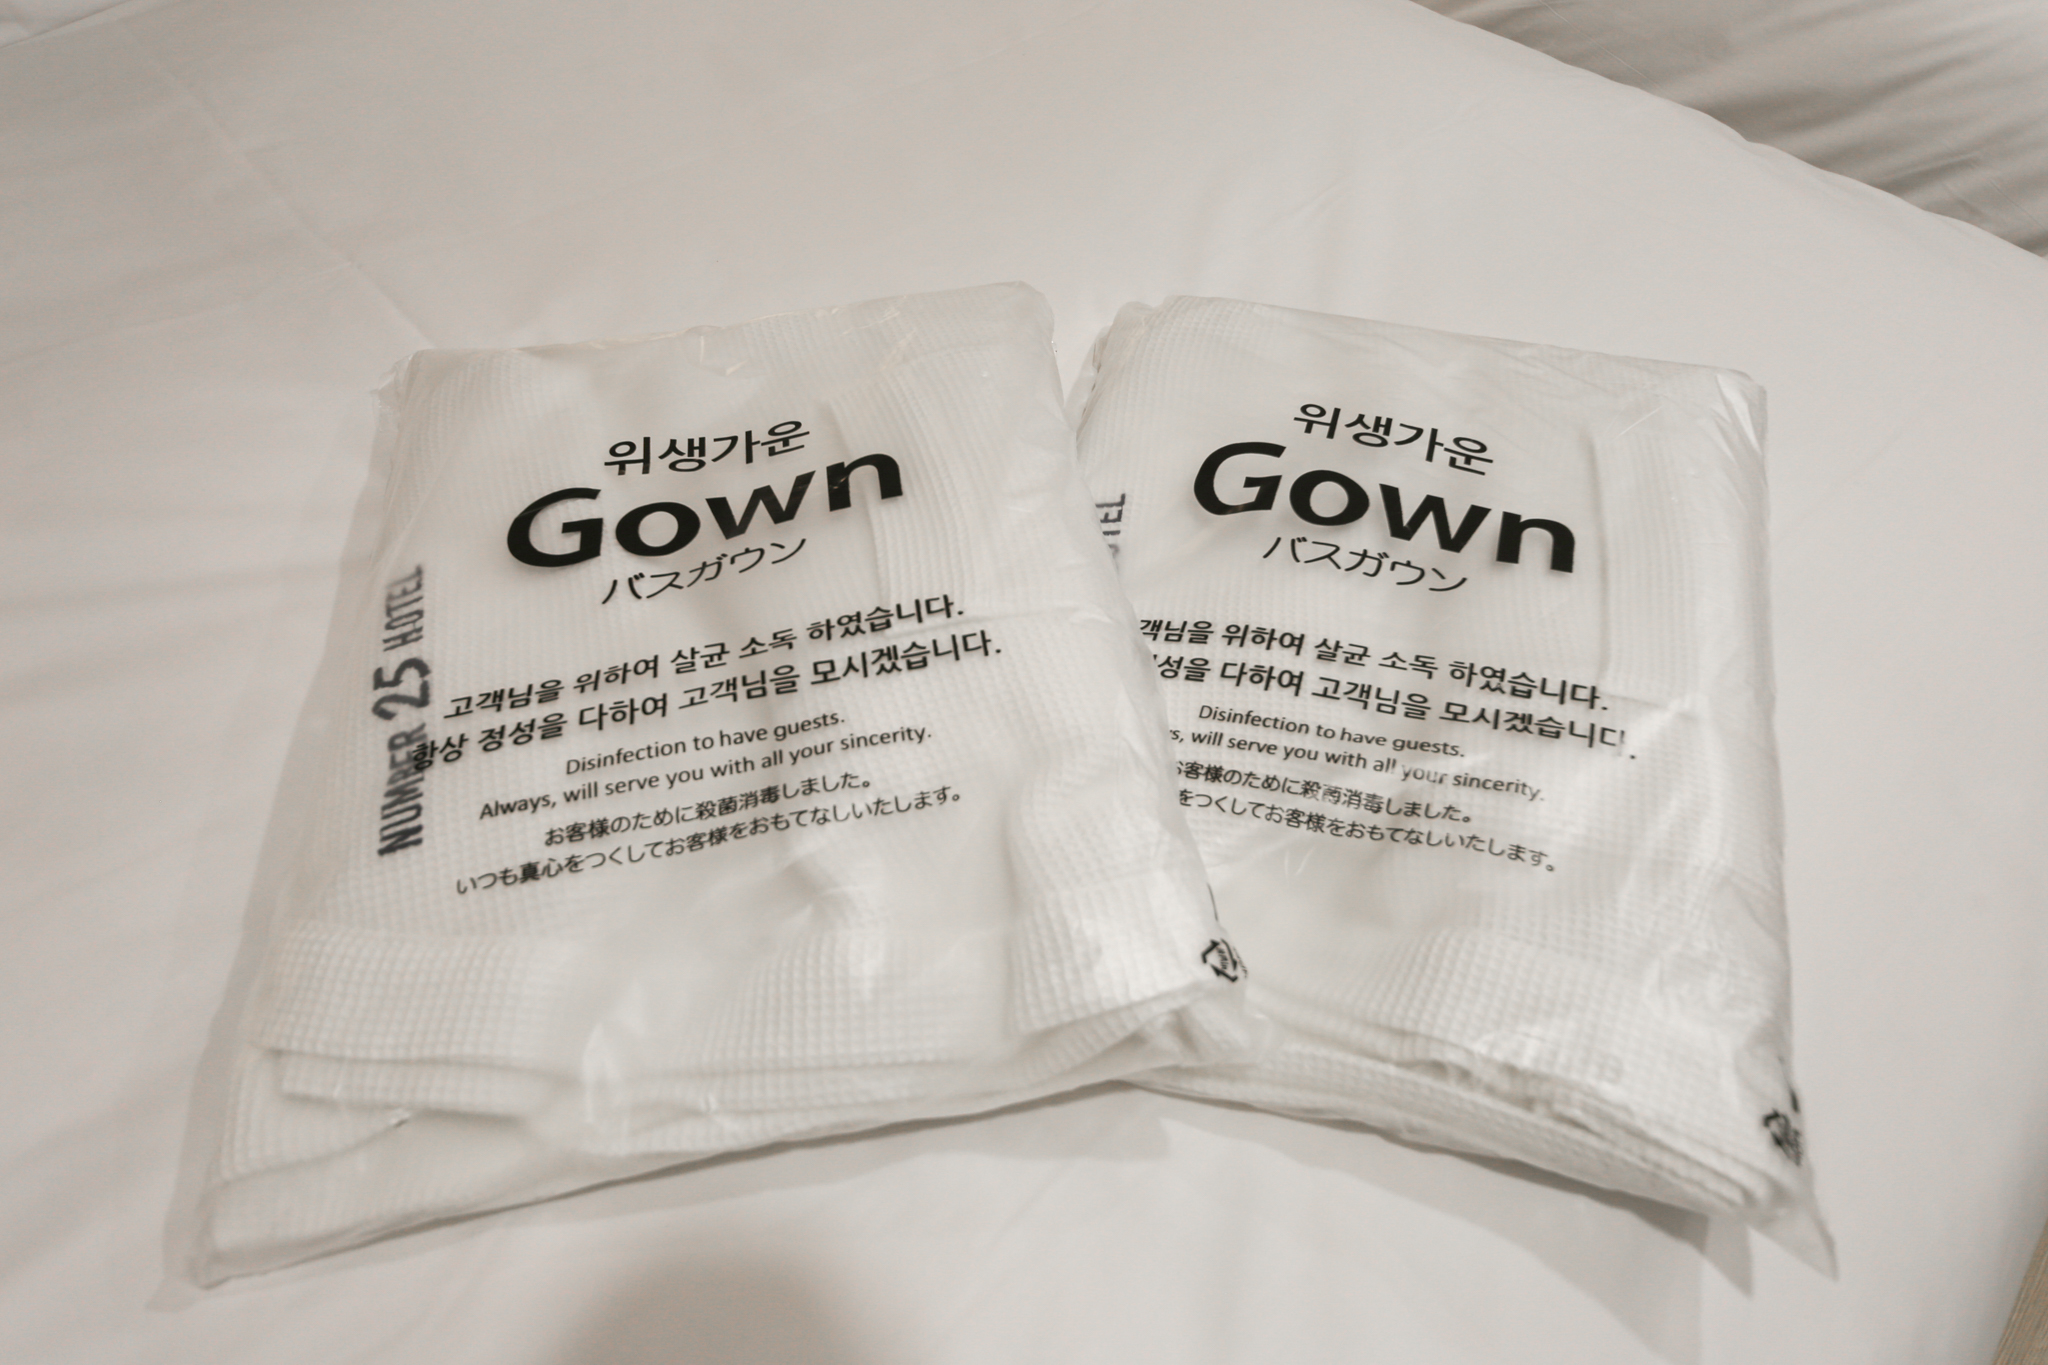 위생가운
Gown
バスガウン
고객님을 위하여 살균 소독 하였습니다.
항상 정성을 다하여 고객님을 모시겠습니다.
Disinfection to have guests.
Always, will serve you with all your sincerity.
お客様のために殺菌消毒しました。
いつも真心をつくしてお客様をおもてなしいたします。
NUMBER 25 HOTEL
위생가운
Gown
バスガウン
객님을 위하여 살균 소독 하였습니다.
성을 다하여 고객님을 모시겠습니다.
Disinfection to have guests.
s, will serve you with all your sincerity.
お客様のために殺菌消毒しました。
をつくしてお客様をおもてなしいたします。
TEL